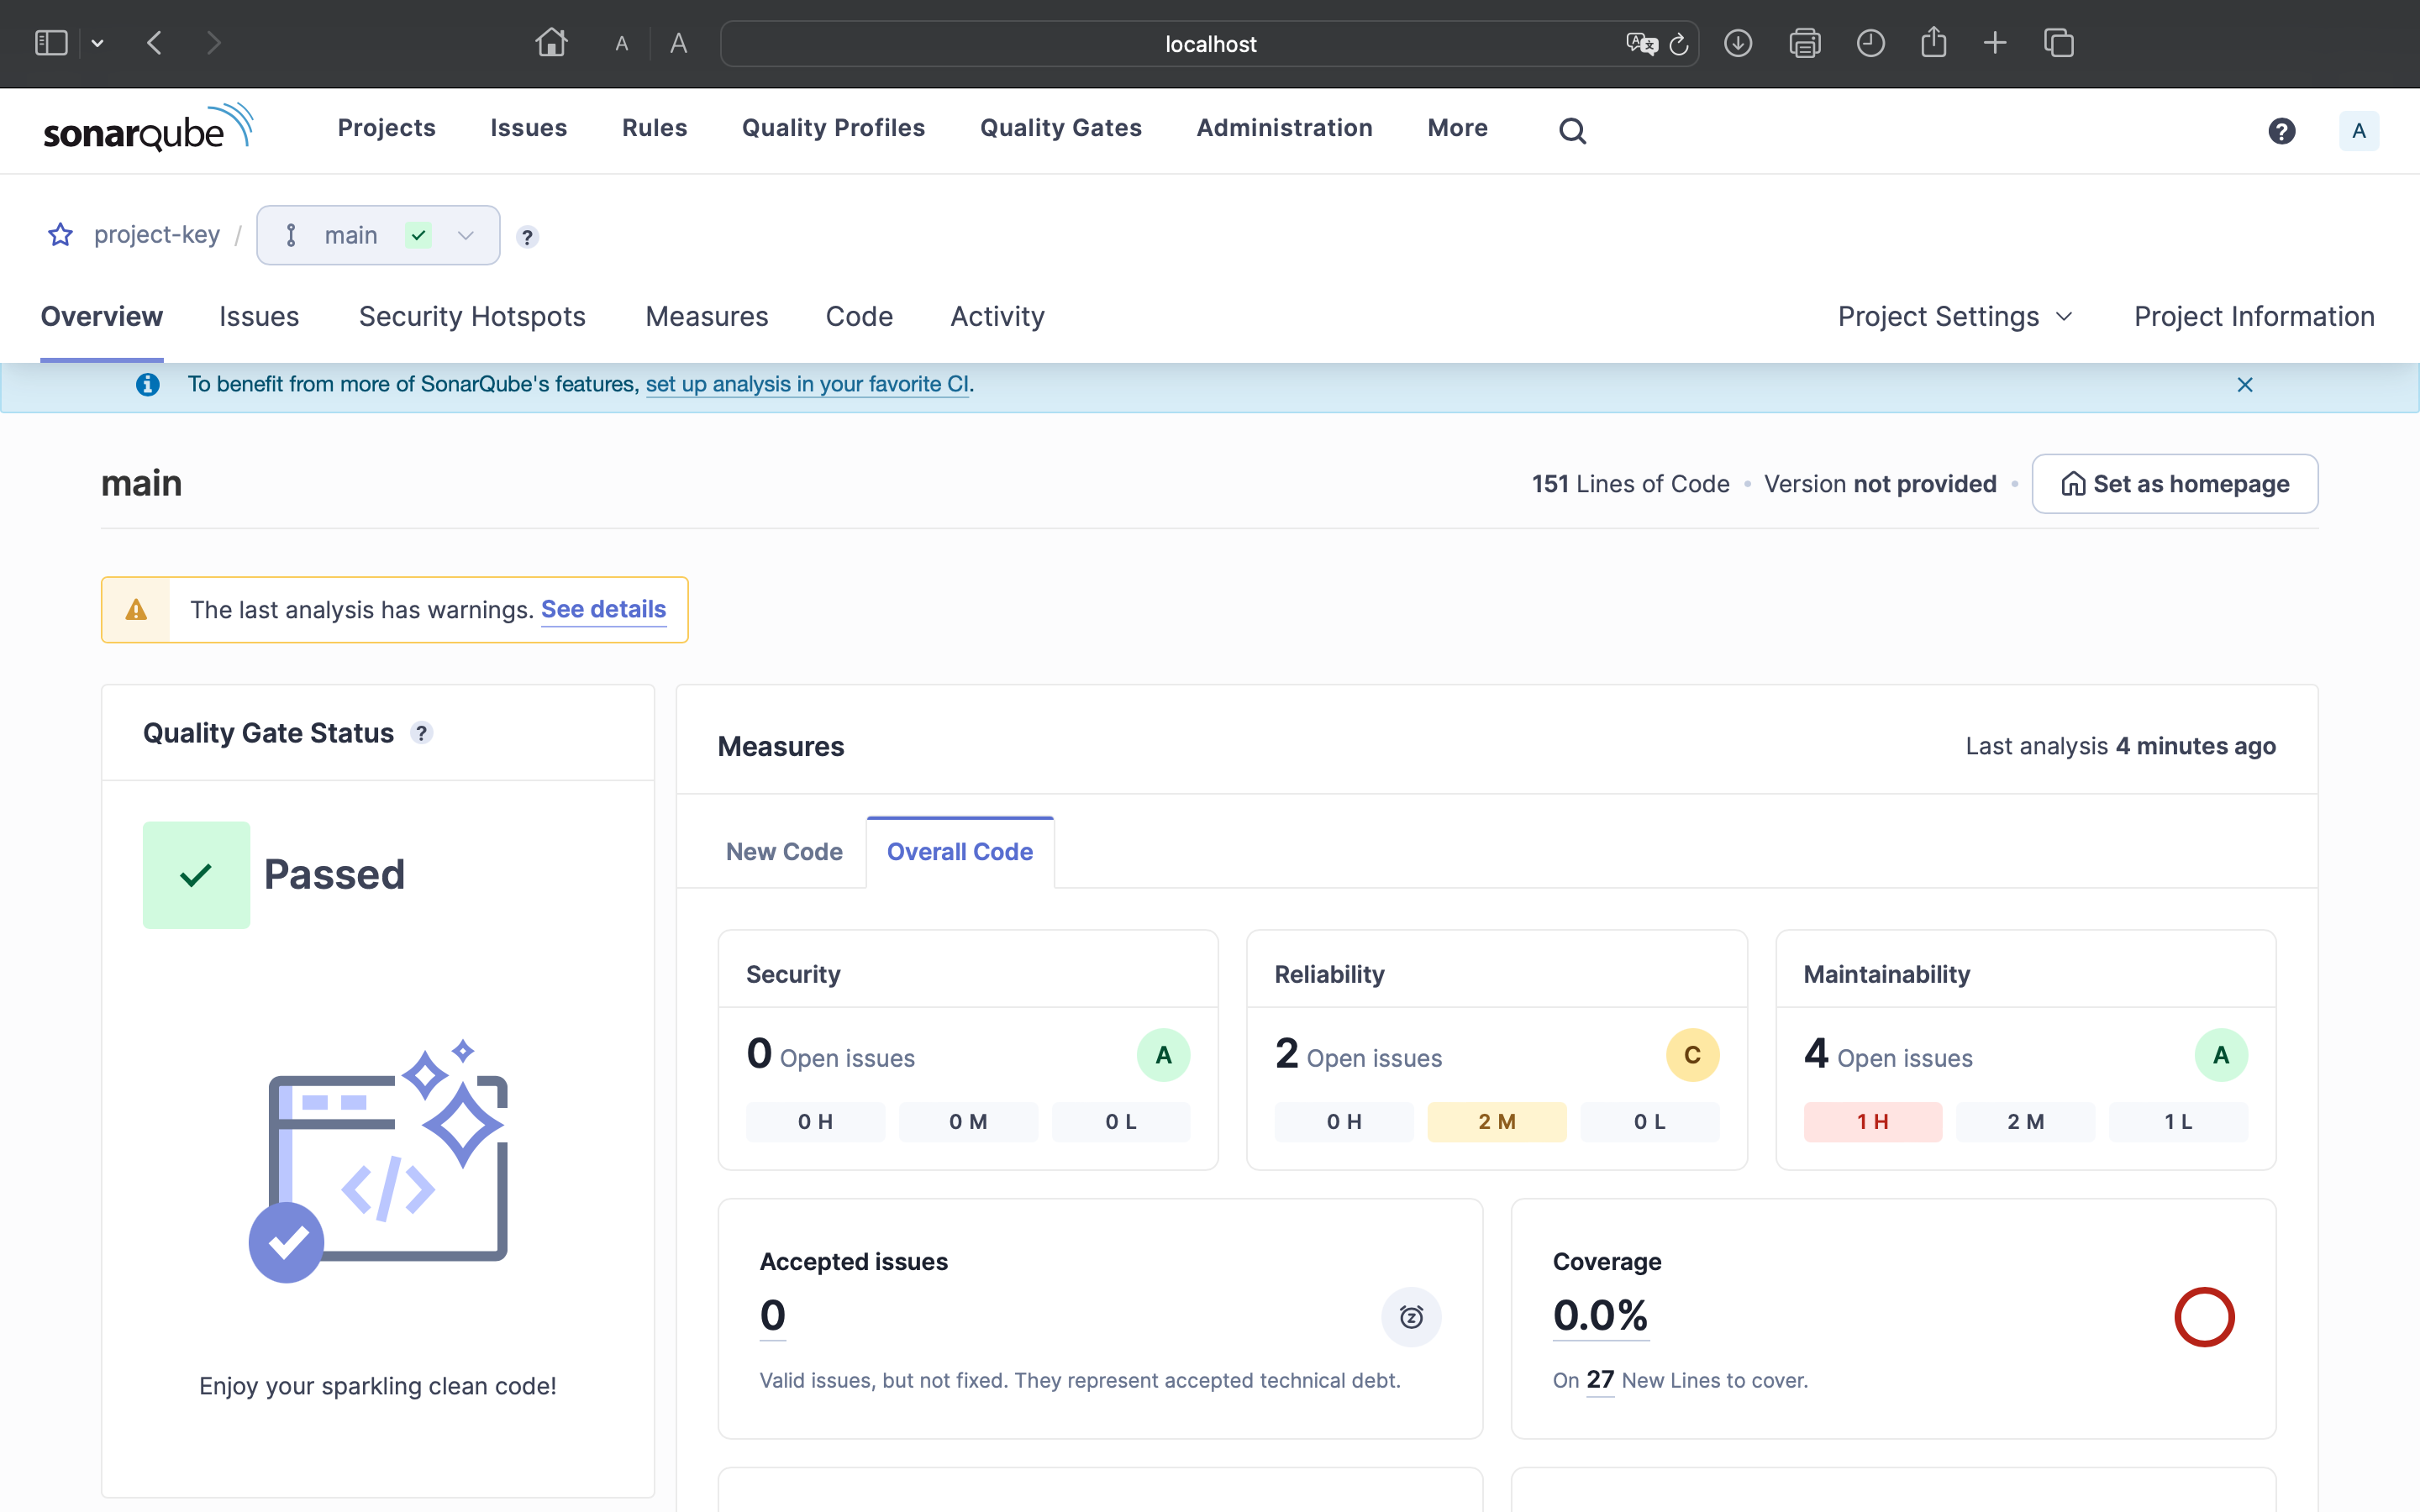 A A localhost
sonarqube Projects Issues Rules Quality Profiles Quality Gates Administration More ? A
project-key / main ?
Overview Issues Security Hotspots Measures Code Activity Project Settings Project Information
To benefit from more of SonarQube's features, set up analysis in your favorite CI.
main 151 Lines of Code • Version not provided • Set as homepage
The last analysis has warnings. See details
Quality Gate Status ?
Passed
Enjoy your sparkling clean code!
Measures Last analysis 4 minutes ago
New Code Overall Code
Security
0 Open issues A
0 H 0 M 0 L
Reliability
2 Open issues C
0 H 2 M 0 L
Maintainability
4 Open issues A
1 H 2 M 1 L
Accepted issues
0
Valid issues, but not fixed. They represent accepted technical debt.
Coverage
0.0%
On 27 New Lines to cover.